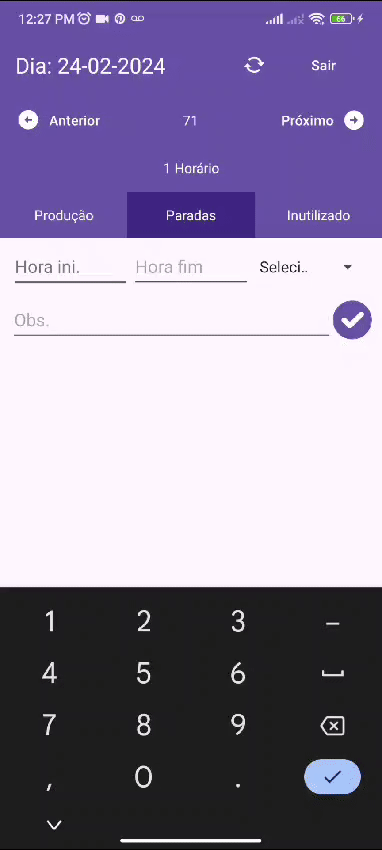 12:27 PM 66
Dia: 24-02-2024 Sair
Anterior 71 Próximo
1 Horário
Produção Paradas Inutilizado
Hora ini. Hora fim Seleci..
Obs.
1 2 3 –
4 5 6
7 8 9
, 0 .